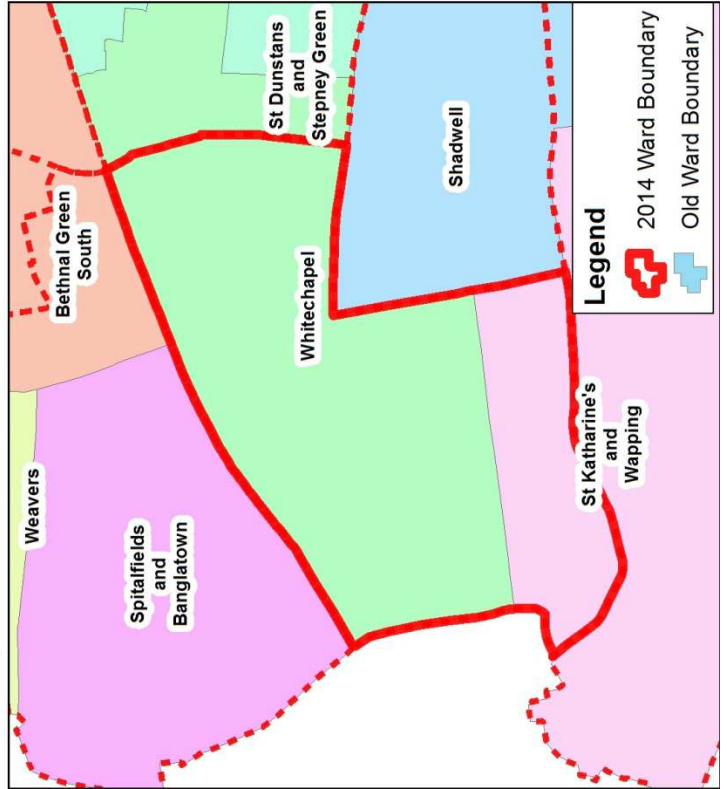 Weavers
Spitalfields
and
Banglatown
Bethnal Green
South
St Dunstans
and
Stepney Green
Whitechapel
Shadwell
St Katharine's
and
Wapping
Legend
2014 Ward Boundary
Old Ward Boundary